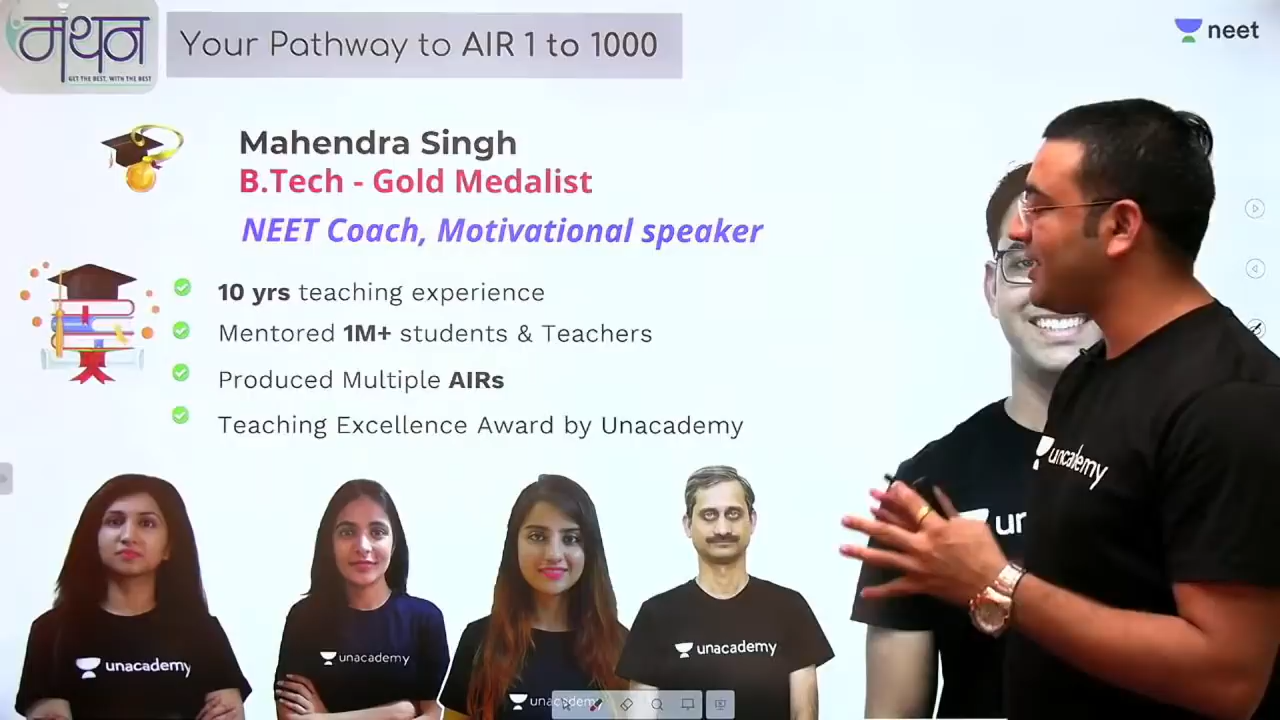 मंथन
GET THE BEST, WITH THE BEST
Your Pathway to AIR 1 to 1000
neet
Mahendra Singh
B.Tech - Gold Medalist
NEET Coach, Motivational speaker
10 yrs teaching experience
Mentored 1M+ students & Teachers
Produced Multiple AIRs
Teaching Excellence Award by Unacademy
unacademy
ur
unacademy
unacademy
unacademy
unacademy